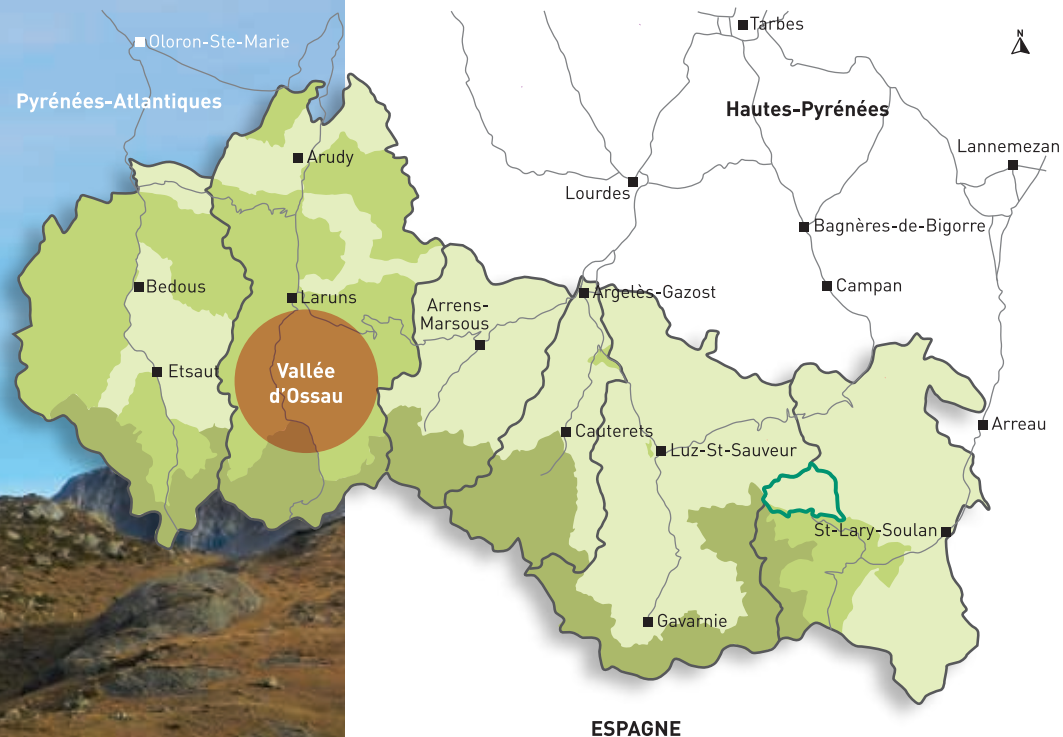 Tarbes
N
Oloron-Ste-Marie
Pyrénées-Atlantiques
Hautes-Pyrénées
Lannemezan
Arudy
Lourdes
Bagnères-de-Bigorre
Bedous
Laruns
Argelès-Gazost
Campan
Arrens-
Marsous
Etsaut
Vallée
d'Ossau
Cauterets
Luz-St-Sauveur
Arreau
St-Lary-Soulan
Gavarnie
ESPAGNE